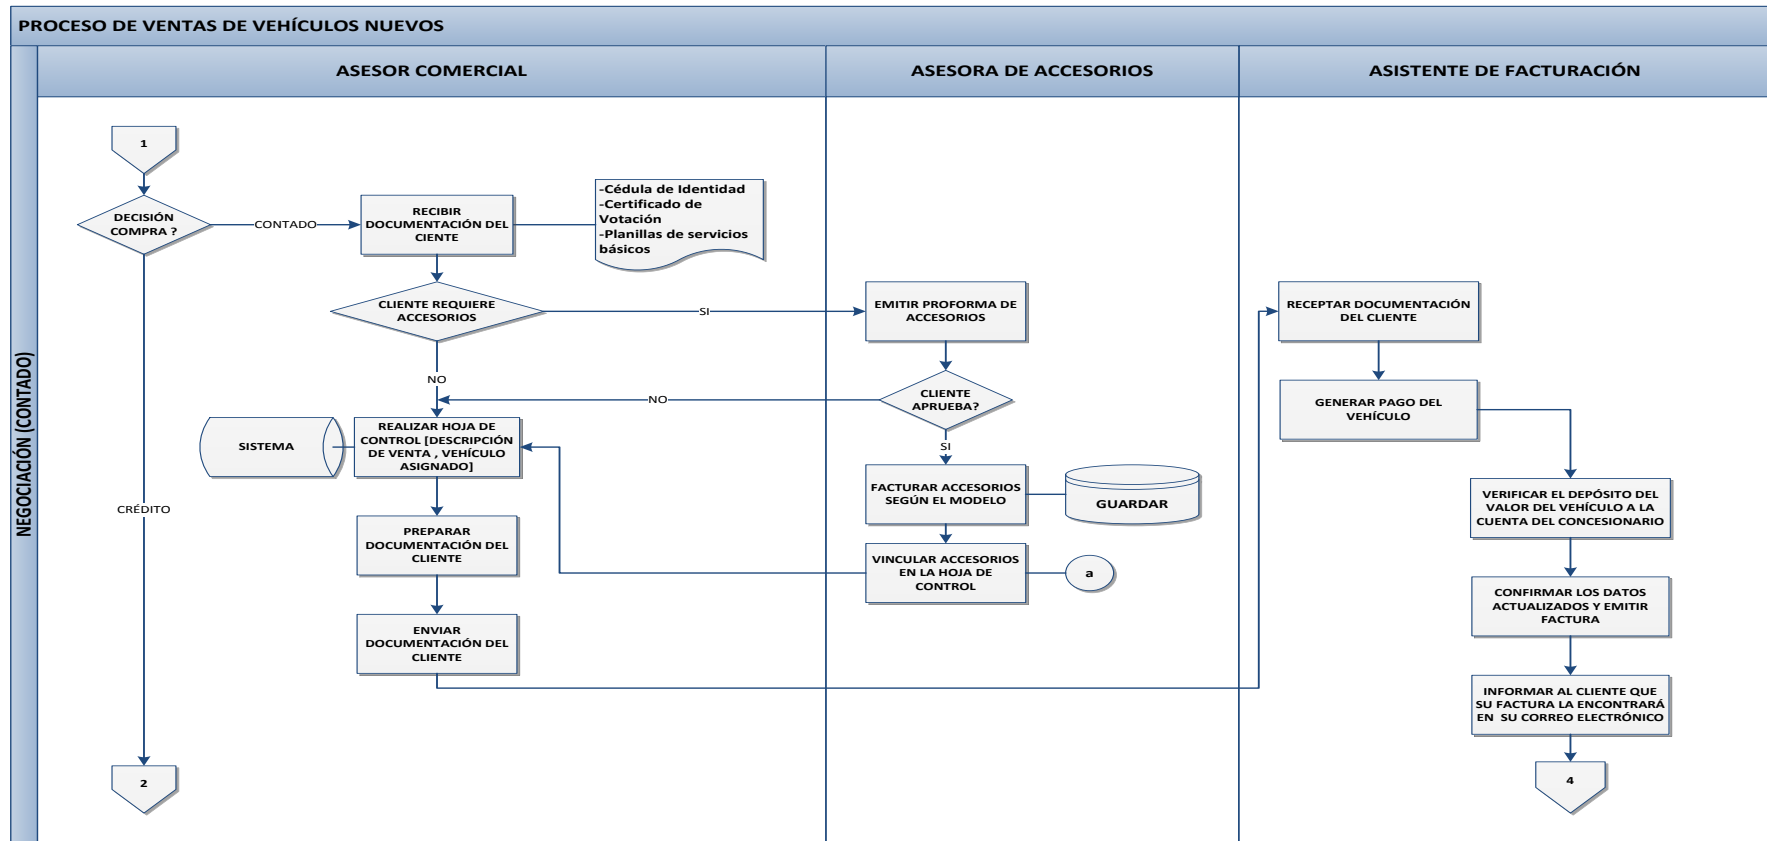 PROCESO DE VENTAS DE VEHÍCULOS NUEVOS
ASESOR COMERCIAL
ASESORA DE ACCESORIOS
ASISTENTE DE FACTURACIÓN
NEGOCIACIÓN (CONTADO)
1
DECISIÓN
COMPRA ?
CONTADO
RECIBIR
DOCUMENTACIÓN DEL
CIENTE
-Cédula de Identidad
-Certificado de
Votación
-Planillas de servicios
básicos
CLIENTE REQUIERE
ACCESORIOS
SI
NO
EMITIR PROFORMA DE
ACCESORIOS
CLIENTE
APRUEBA?
NO
SI
SISTEMA
REALIZAR HOJA DE
CONTROL [DESCRIPCIÓN
DE VENTA , VEHÍCULO
ASIGNADO]
FACTURAR ACCESORIOS
SEGÚN EL MODELO
GUARDAR
CRÉDITO
PREPARAR
DOCUMENTACIÓN DEL
CLIENTE
VINCULAR ACCESORIOS
EN LA HOJA DE
CONTROL
a
ENVIAR
DOCUMENTACIÓN DEL
CLIENTE
2
RECEPTAR DOCUMENTACIÓN
DEL CLIENTE
GENERAR PAGO DEL
VEHÍCULO
VERIFICAR EL DEPÓSITO DEL
VALOR DEL VEHÍCULO A LA
CUENTA DEL CONCESIONARIO
CONFIRMAR LOS DATOS
ACTUALIZADOS Y EMITIR
FACTURA
INFORMAR AL CLIENTE QUE
SU FACTURA LA ENCONTRARÁ
EN SU CORREO ELECTRÓNICO
4